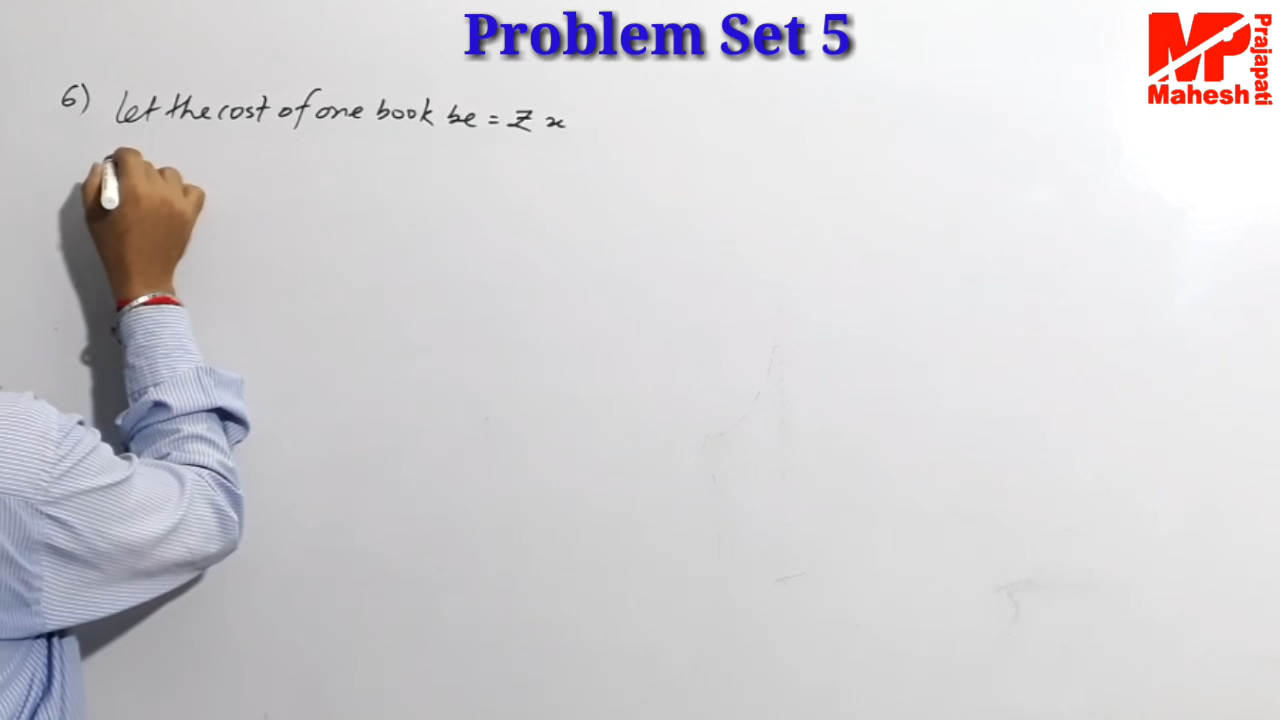 Problem Set 5
MP
Mahesh
Prajapati
6) Let the cost of one book be = ₹ x